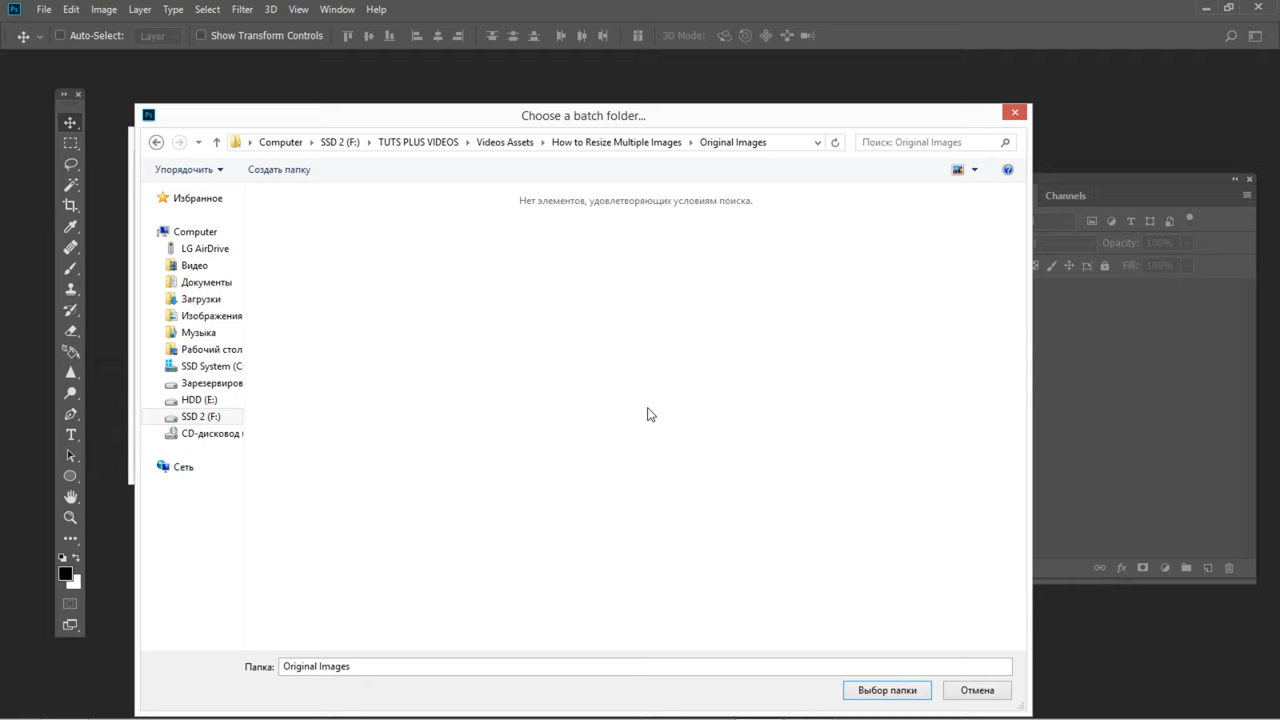 Ps File Edit Image Layer Type Select Filter 3D View Window Help
Auto-Select: Layer Show Transform Controls 3D Mode:
Ps Choose a batch folder...
Computer SSD 2 (F:) TUTS PLUS VIDEOS Videos Assets How to Resize Multiple Images Original Images Поиск: Original Images
Упорядочить Создать папку
Нет элементов, удовлетворяющих условиям поиска.
Избранное
Computer
LG AirDrive
Видео
Документы
Загрузки
Изображения
Музыка
Рабочий стол
SSD System (C
Зарезервиров
HDD (E:)
SSD 2 (F:)
CD-дисковод (
Сеть
Channels
Opacity: 100%
Fill: 100%
Папка: Original Images
Выбор папки Отмена